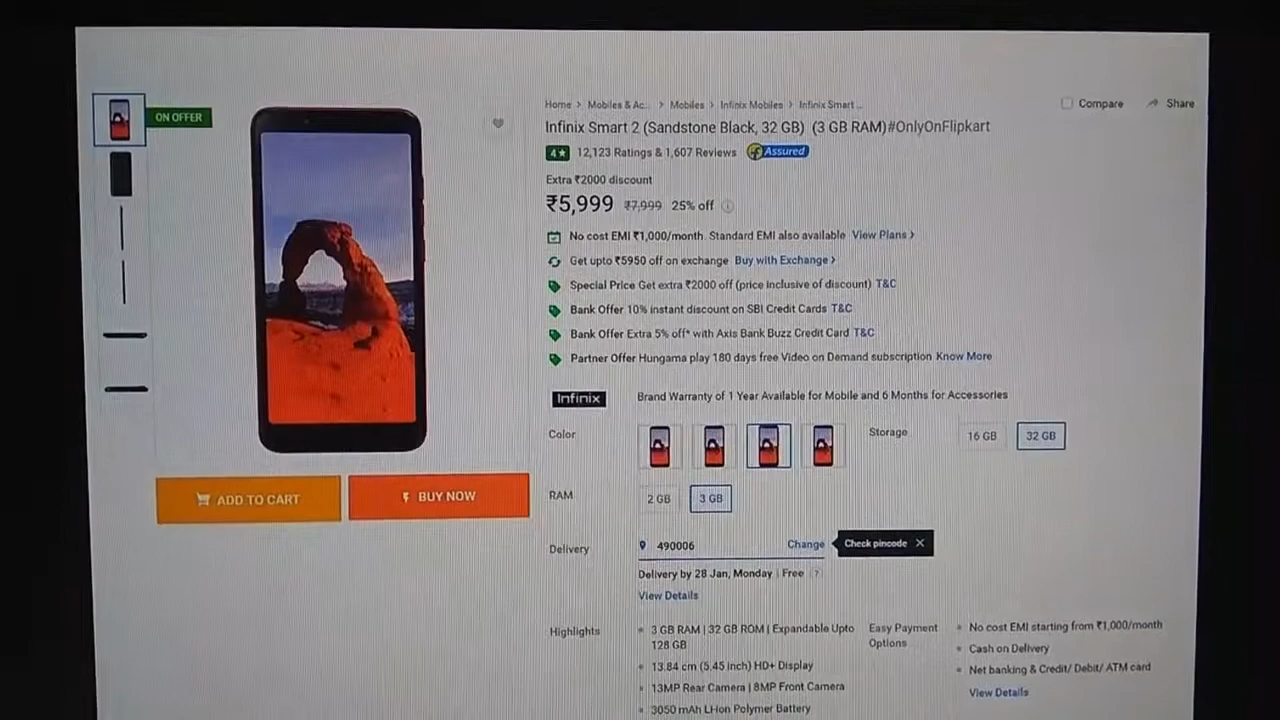 Home > Mobiles & Ac... > Mobiles > Infinix Mobiles > Infinix Smart ...
Compare
Share
ON OFFER
Infinix Smart 2 (Sandstone Black, 32 GB) (3 GB RAM)#OnlyOnFlipkart
4★ 12,123 Ratings & 1,607 Reviews Assured
Extra ₹2000 discount
₹5,999 ₹7,999 25% off
No cost EMI ₹1,000/month. Standard EMI also available View Plans >
Get upto ₹5950 off on exchange Buy with Exchange >
Special Price Get extra ₹2000 off (price inclusive of discount) T&C
Bank Offer 10% instant discount on SBI Credit Cards T&C
Bank Offer Extra 5% off* with Axis Bank Buzz Credit Card T&C
Partner Offer Hungama play 180 days free Video on Demand subscription Know More
Infinix
Brand Warranty of 1 Year Available for Mobile and 6 Months for Accessories
Color
Storage
16 GB
32 GB
ADD TO CART
BUY NOW
RAM
2 GB
3 GB
Delivery
490006
Change
Check pincode ✕
Delivery by 28 Jan, Monday | Free ?
View Details
Highlights
3 GB RAM | 32 GB ROM | Expandable Upto
128 GB
13.84 cm (5.45 inch) HD+ Display
13MP Rear Camera | 8MP Front Camera
3050 mAh Li-Ion Polymer Battery
Easy Payment
Options
No cost EMI starting from ₹1,000/month
Cash on Delivery
Net banking & Credit/ Debit/ ATM card
View Details